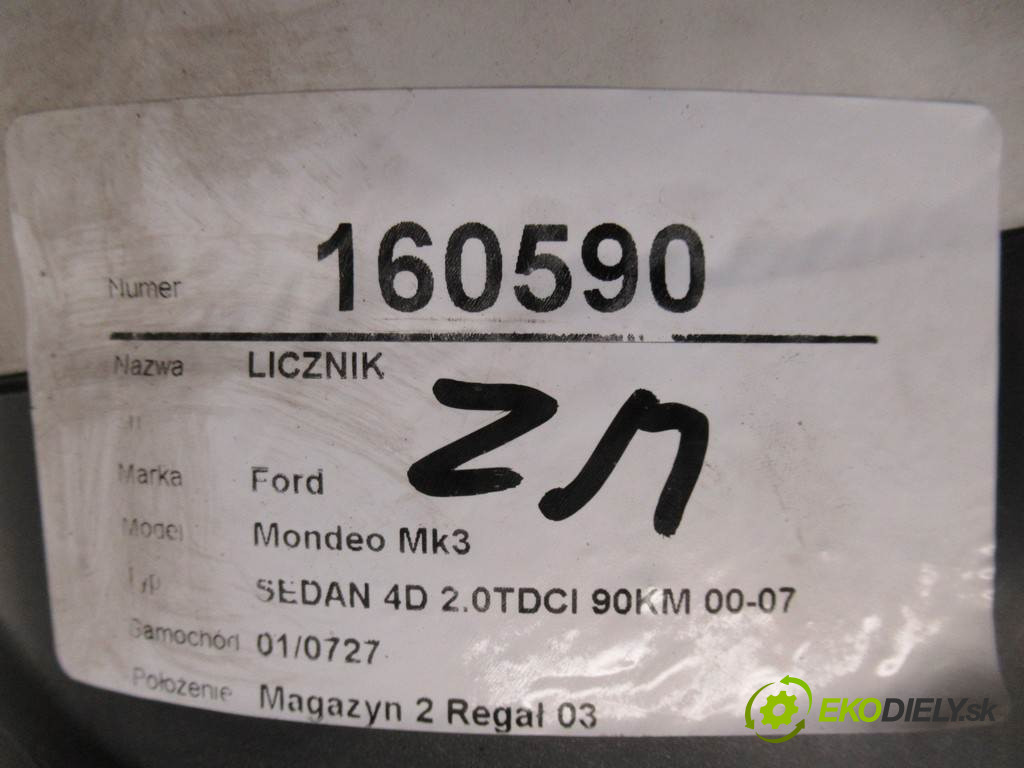 Numer 160590
Nazwa LICZNIK
ZЛ
Marka Ford
Model Mondeo Mk3
Typ SEDAN 4D 2.0TDCI 90KM 00-07
Samochód 01/0727
Położenie Magazyn 2 Regał 03
EKODIELY.sk